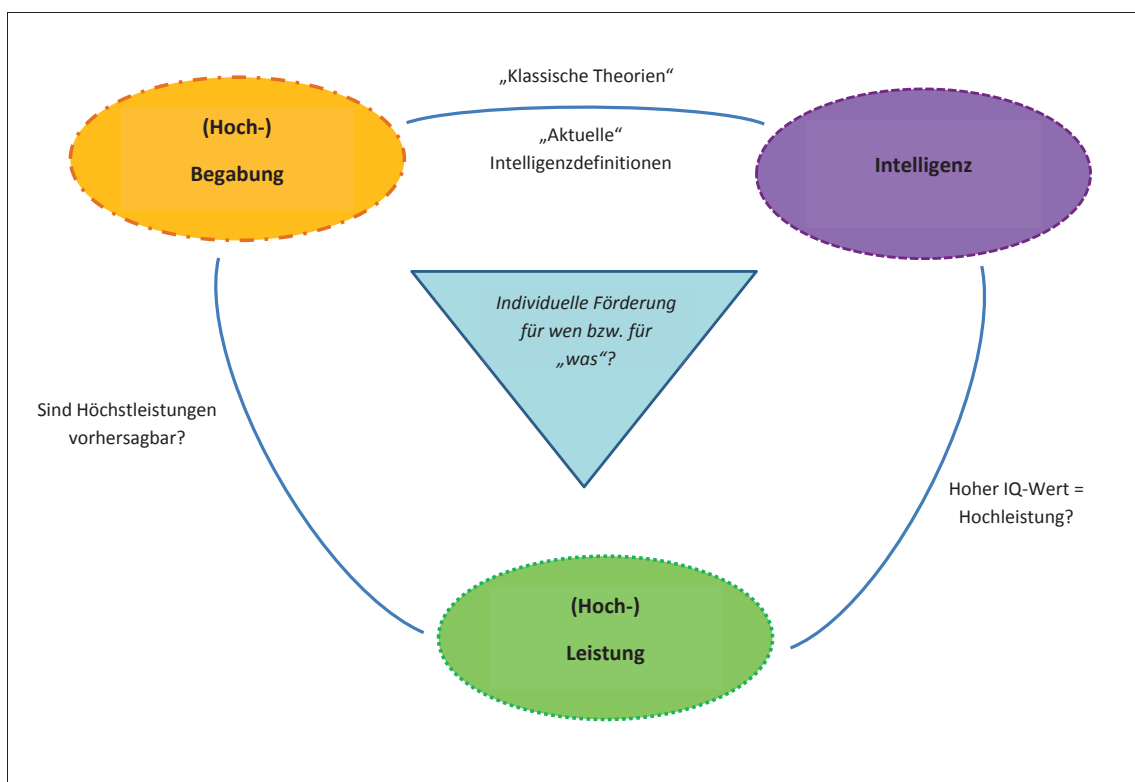 „Klassische Theorien“
(Hoch-)
Begabung
„Aktuelle“
Intelligenzdefinitionen
Intelligenz
Individuelle Förderung
für wen bzw. für
„was“?
Sind Höchstleistungen
vorhersagbar?
Hoher IQ-Wert =
Hochleistung?
(Hoch-)
Leistung